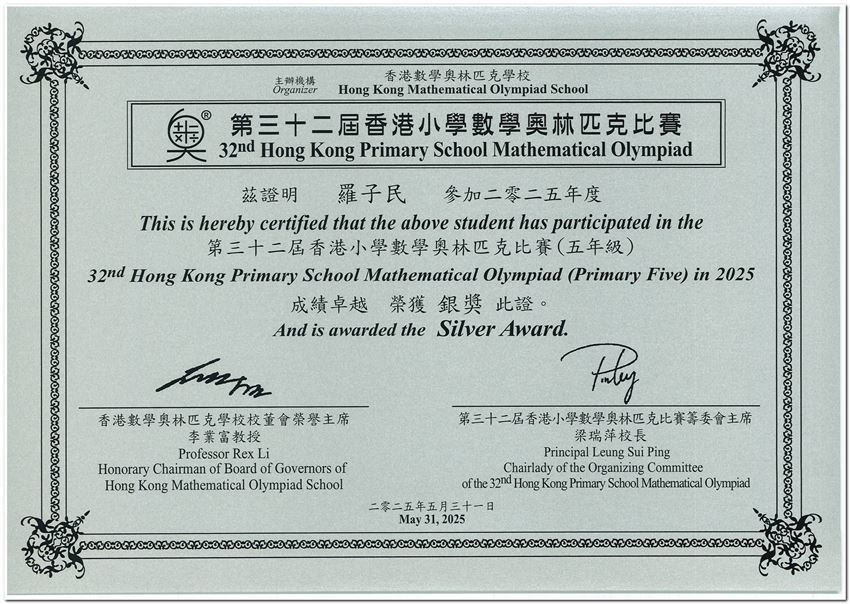 主辦機構 香港數學奧林匹克學校
Organizer Hong Kong Mathematical Olympiad School
第三十二屆香港小學數學奧林匹克比賽
32nd Hong Kong Primary School Mathematical Olympiad
茲證明 羅子民 參加二零二五年度
This is hereby certified that the above student has participated in the
第三十二屆香港小學數學奧林匹克比賽(五年級)
32nd Hong Kong Primary School Mathematical Olympiad (Primary Five) in 2025
成績卓越 榮獲 銀獎 此證。
And is awarded the Silver Award.
香港數學奧林匹克學校校董會榮譽主席
李業富教授
Professor Rex Li
Honorary Chairman of Board of Governors of
Hong Kong Mathematical Olympiad School
第三十二屆香港小學數學奧林匹克比賽籌委會主席
梁瑞萍校長
Principal Leung Sui Ping
Chairlady of the Organizing Committee
of the 32nd Hong Kong Primary School Mathematical Olympiad
二零二五年五月三十一日
May 31, 2025